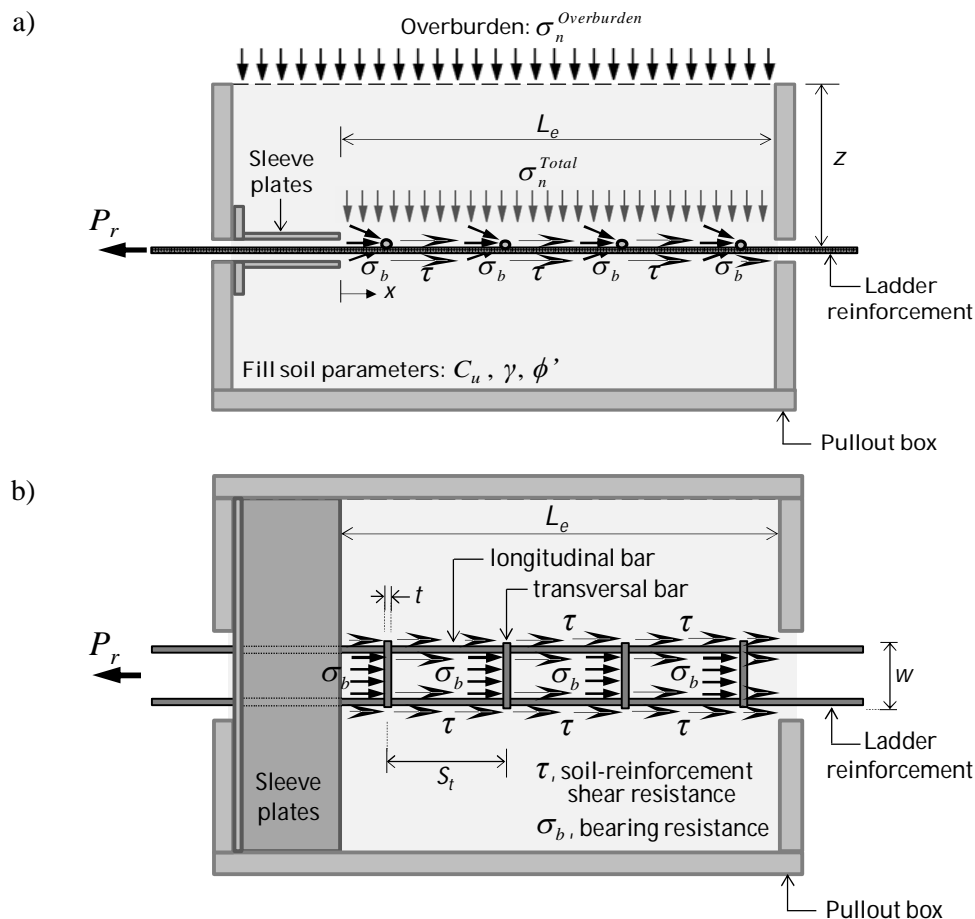 a)
Overburden: σ_n^Overburden
L_e
z
Sleeve
plates
σ_n^Total
P_r
σ_b τ σ_b τ σ_b τ σ_b
x
Ladder
reinforcement
Fill soil parameters: C_u , γ, ϕ’
Pullout box
b)
L_e
longitudinal bar
t
transversal bar
τ τ
P_r
σ_b σ_b σ_b σ_b
w
τ τ τ
Ladder
reinforcement
S_t
Sleeve
plates
τ, soil-reinforcement
shear resistance
σ_b, bearing resistance
Pullout box